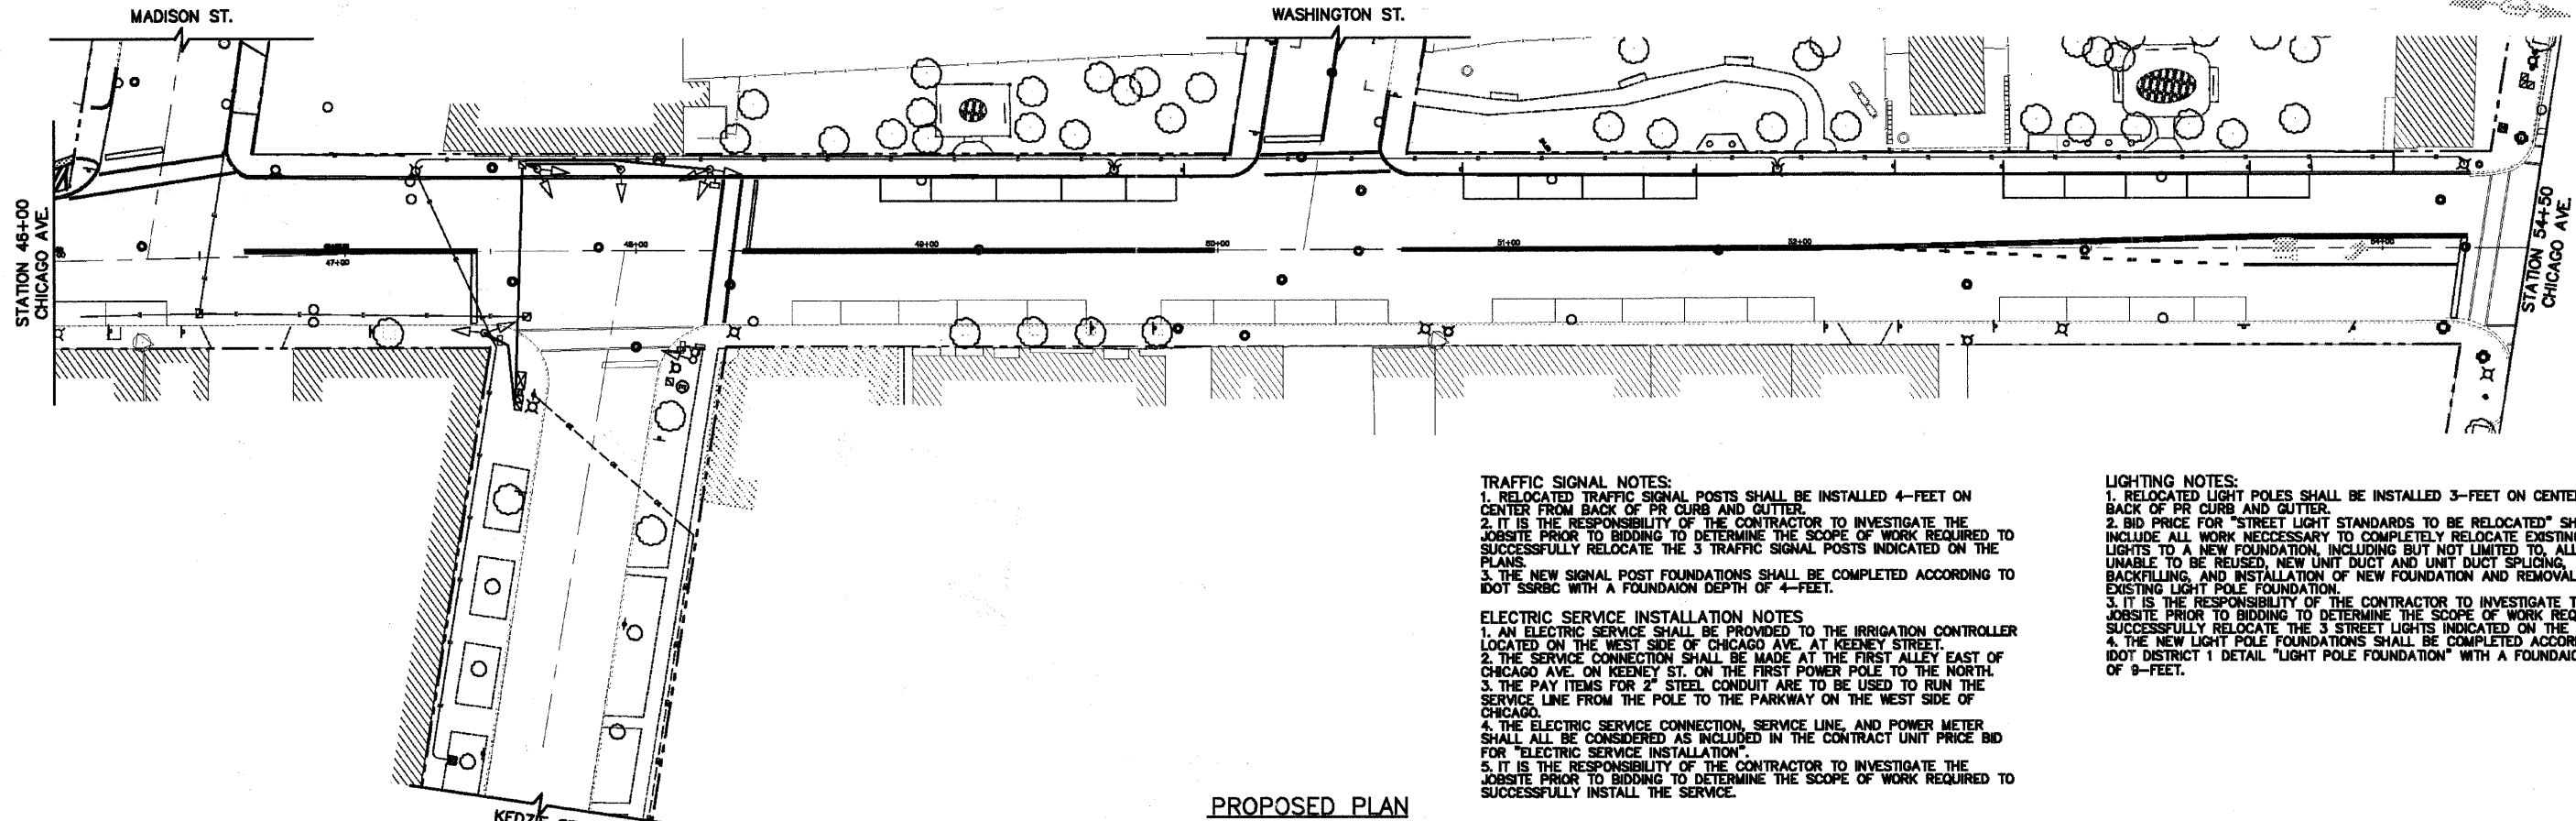 MADISON ST.
WASHINGTON ST.
STATION 46+00
CHICAGO AVE.
STATION 54+50
CHICAGO AVE.
47+00
48+00
49+00
50+00
51+00
52+00
54+00
TRAFFIC SIGNAL NOTES:
1. RELOCATED TRAFFIC SIGNAL POSTS SHALL BE INSTALLED 4-FEET ON
CENTER FROM BACK OF PR CURB AND GUTTER.
2. IT IS THE RESPONSIBILITY OF THE CONTRACTOR TO INVESTIGATE THE
JOBSITE PRIOR TO BIDDING TO DETERMINE THE SCOPE OF WORK REQUIRED TO
SUCCESSFULLY RELOCATE THE 3 TRAFFIC SIGNAL POSTS INDICATED ON THE
PLANS.
3. THE NEW SIGNAL POST FOUNDATIONS SHALL BE COMPLETED ACCORDING TO
IDOT SSRBC WITH A FOUNDAION DEPTH OF 4-FEET.
ELECTRIC SERVICE INSTALLATION NOTES
1. AN ELECTRIC SERVICE SHALL BE PROVIDED TO THE IRRIGATION CONTROLLER
LOCATED ON THE WEST SIDE OF CHICAGO AVE. AT KEENEY STREET.
2. THE SERVICE CONNECTION SHALL BE MADE AT THE FIRST ALLEY EAST OF
CHICAGO AVE. ON KEENEY ST. ON THE FIRST POWER POLE TO THE NORTH.
3. THE PAY ITEMS FOR 2" STEEL CONDUIT ARE TO BE USED TO RUN THE
SERVICE LINE FROM THE POLE TO THE PARKWAY ON THE WEST SIDE OF
CHICAGO.
4. THE ELECTRIC SERVICE CONNECTION, SERVICE LINE, AND POWER METER
SHALL ALL BE CONSIDERED AS INCLUDED IN THE CONTRACT UNIT PRICE BID
FOR "ELECTRIC SERVICE INSTALLATION".
5. IT IS THE RESPONSIBILITY OF THE CONTRACTOR TO INVESTIGATE THE
JOBSITE PRIOR TO BIDDING TO DETERMINE THE SCOPE OF WORK REQUIRED TO
SUCCESSFULLY INSTALL THE SERVICE.
LIGHTING NOTES:
1. RELOCATED LIGHT POLES SHALL BE INSTALLED 3-FEET ON CENTER
BACK OF PR CURB AND GUTTER.
2. BID PRICE FOR "STREET LIGHT STANDARDS TO BE RELOCATED" SH
INCLUDE ALL WORK NECCESSARY TO COMPLETELY RELOCATE EXISTING
LIGHTS TO A NEW FOUNDATION, INCLUDING BUT NOT LIMITED TO, ALL
UNABLE TO BE REUSED, NEW UNIT DUCT AND UNIT DUCT SPLICING,
BACKFILLING, AND INSTALLATION OF NEW FOUNDATION AND REMOVAL
EXISTING LIGHT POLE FOUNDATION.
3. IT IS THE RESPONSIBILITY OF THE CONTRACTOR TO INVESTIGATE T
JOBSITE PRIOR TO BIDDING TO DETERMINE THE SCOPE OF WORK REQ
SUCCESSFULLY RELOCATE THE 3 STREET LIGHTS INDICATED ON THE
4. THE NEW LIGHT POLE FOUNDATIONS SHALL BE COMPLETED ACCOR
IDOT DISTRICT 1 DETAIL "LIGHT POLE FOUNDATION" WITH A FOUNDAIO
OF 9-FEET.
PROPOSED PLAN